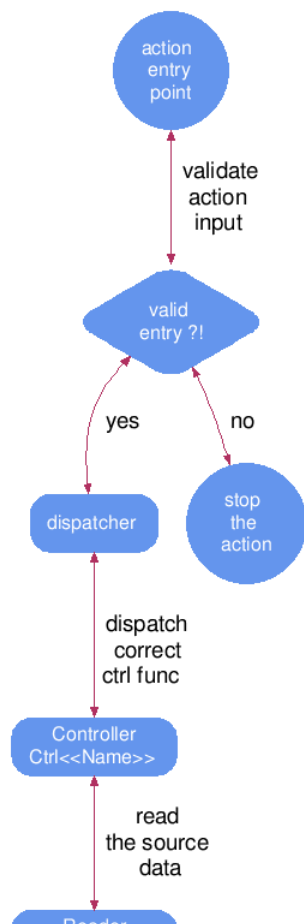 action
entry
point
validate
action
input
valid
entry ?!
yes
no
stop
the
action
dispatcher
dispatch
correct
ctrl func
Controller
Ctrl<<Name>>
read
the source
data
Reader